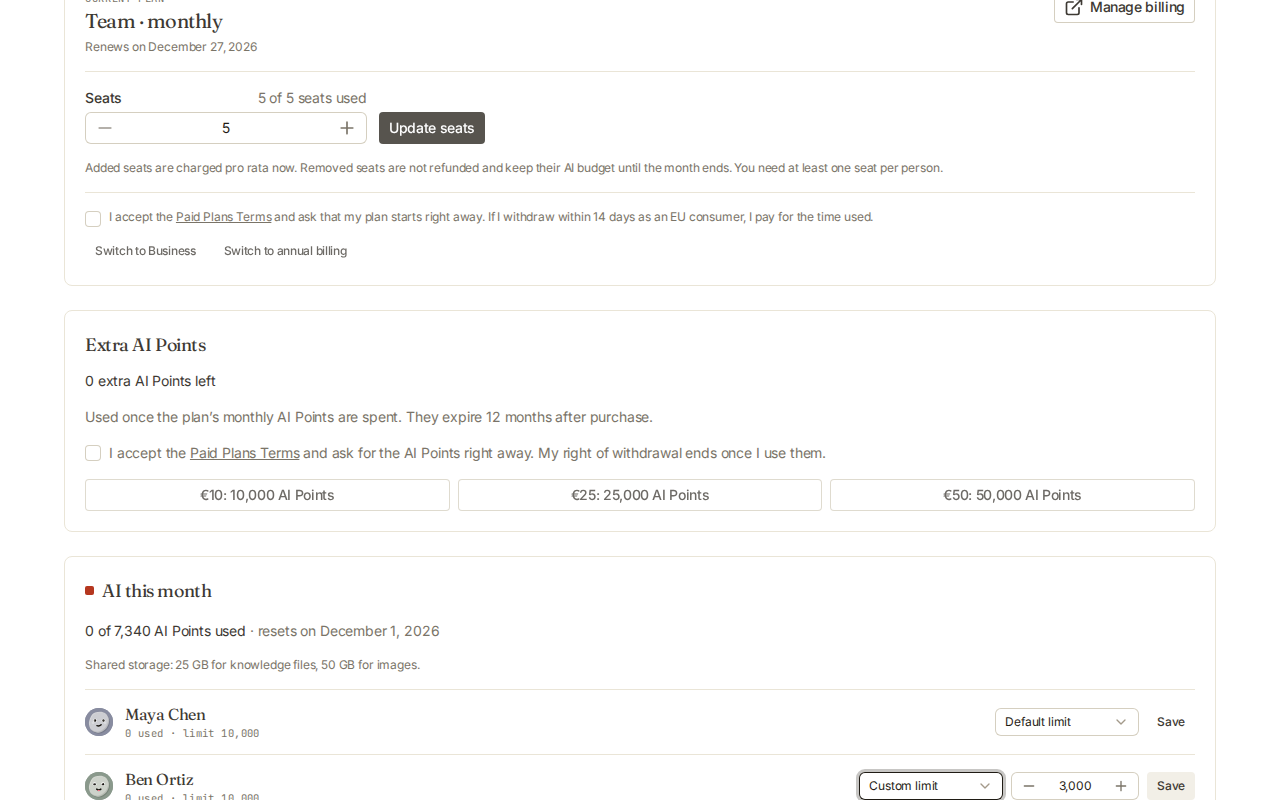 CURRENT PLAN
Team · monthly
Manage billing
Renews on December 27, 2026
Seats
5 of 5 seats used
5
Update seats
Added seats are charged pro rata now. Removed seats are not refunded and keep their AI budget until the month ends. You need at least one seat per person.
I accept the Paid Plans Terms and ask that my plan starts right away. If I withdraw within 14 days as an EU consumer, I pay for the time used.
Switch to Business
Switch to annual billing
Extra AI Points
0 extra AI Points left
Used once the plan’s monthly AI Points are spent. They expire 12 months after purchase.
I accept the Paid Plans Terms and ask for the AI Points right away. My right of withdrawal ends once I use them.
€10: 10,000 AI Points
€25: 25,000 AI Points
€50: 50,000 AI Points
AI this month
0 of 7,340 AI Points used · resets on December 1, 2026
Shared storage: 25 GB for knowledge files, 50 GB for images.
Maya Chen
0 used · limit 10,000
Default limit
Save
Ben Ortiz
0 used · limit 10,000
Custom limit
3,000
Save